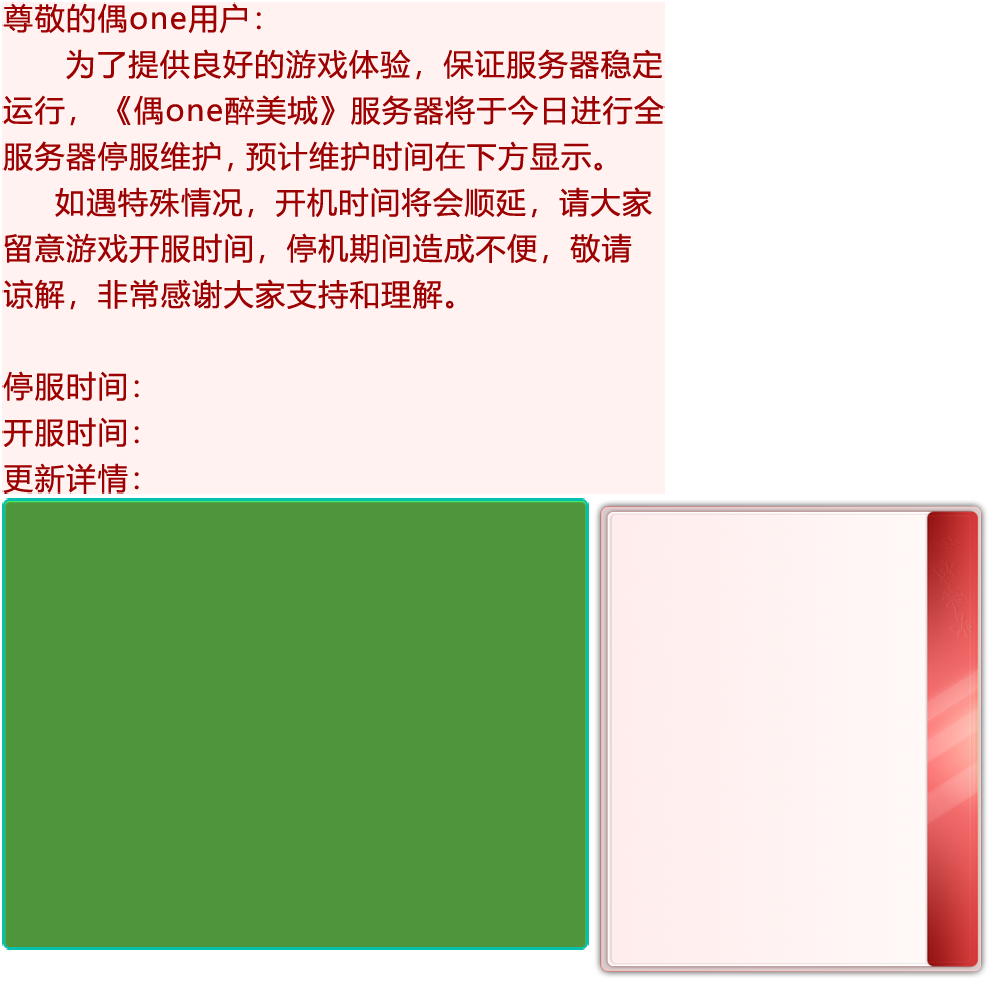 尊敬的偶one用户：
为了提供良好的游戏体验，保证服务器稳定
运行，《偶one醉美城》服务器将于今日进行全
服务器停服维护，预计维护时间在下方显示。
如遇特殊情况，开机时间将会顺延，请大家
留意游戏开服时间，停机期间造成不便，敬请
谅解，非常感谢大家支持和理解。
停服时间：
开服时间：
更新详情：